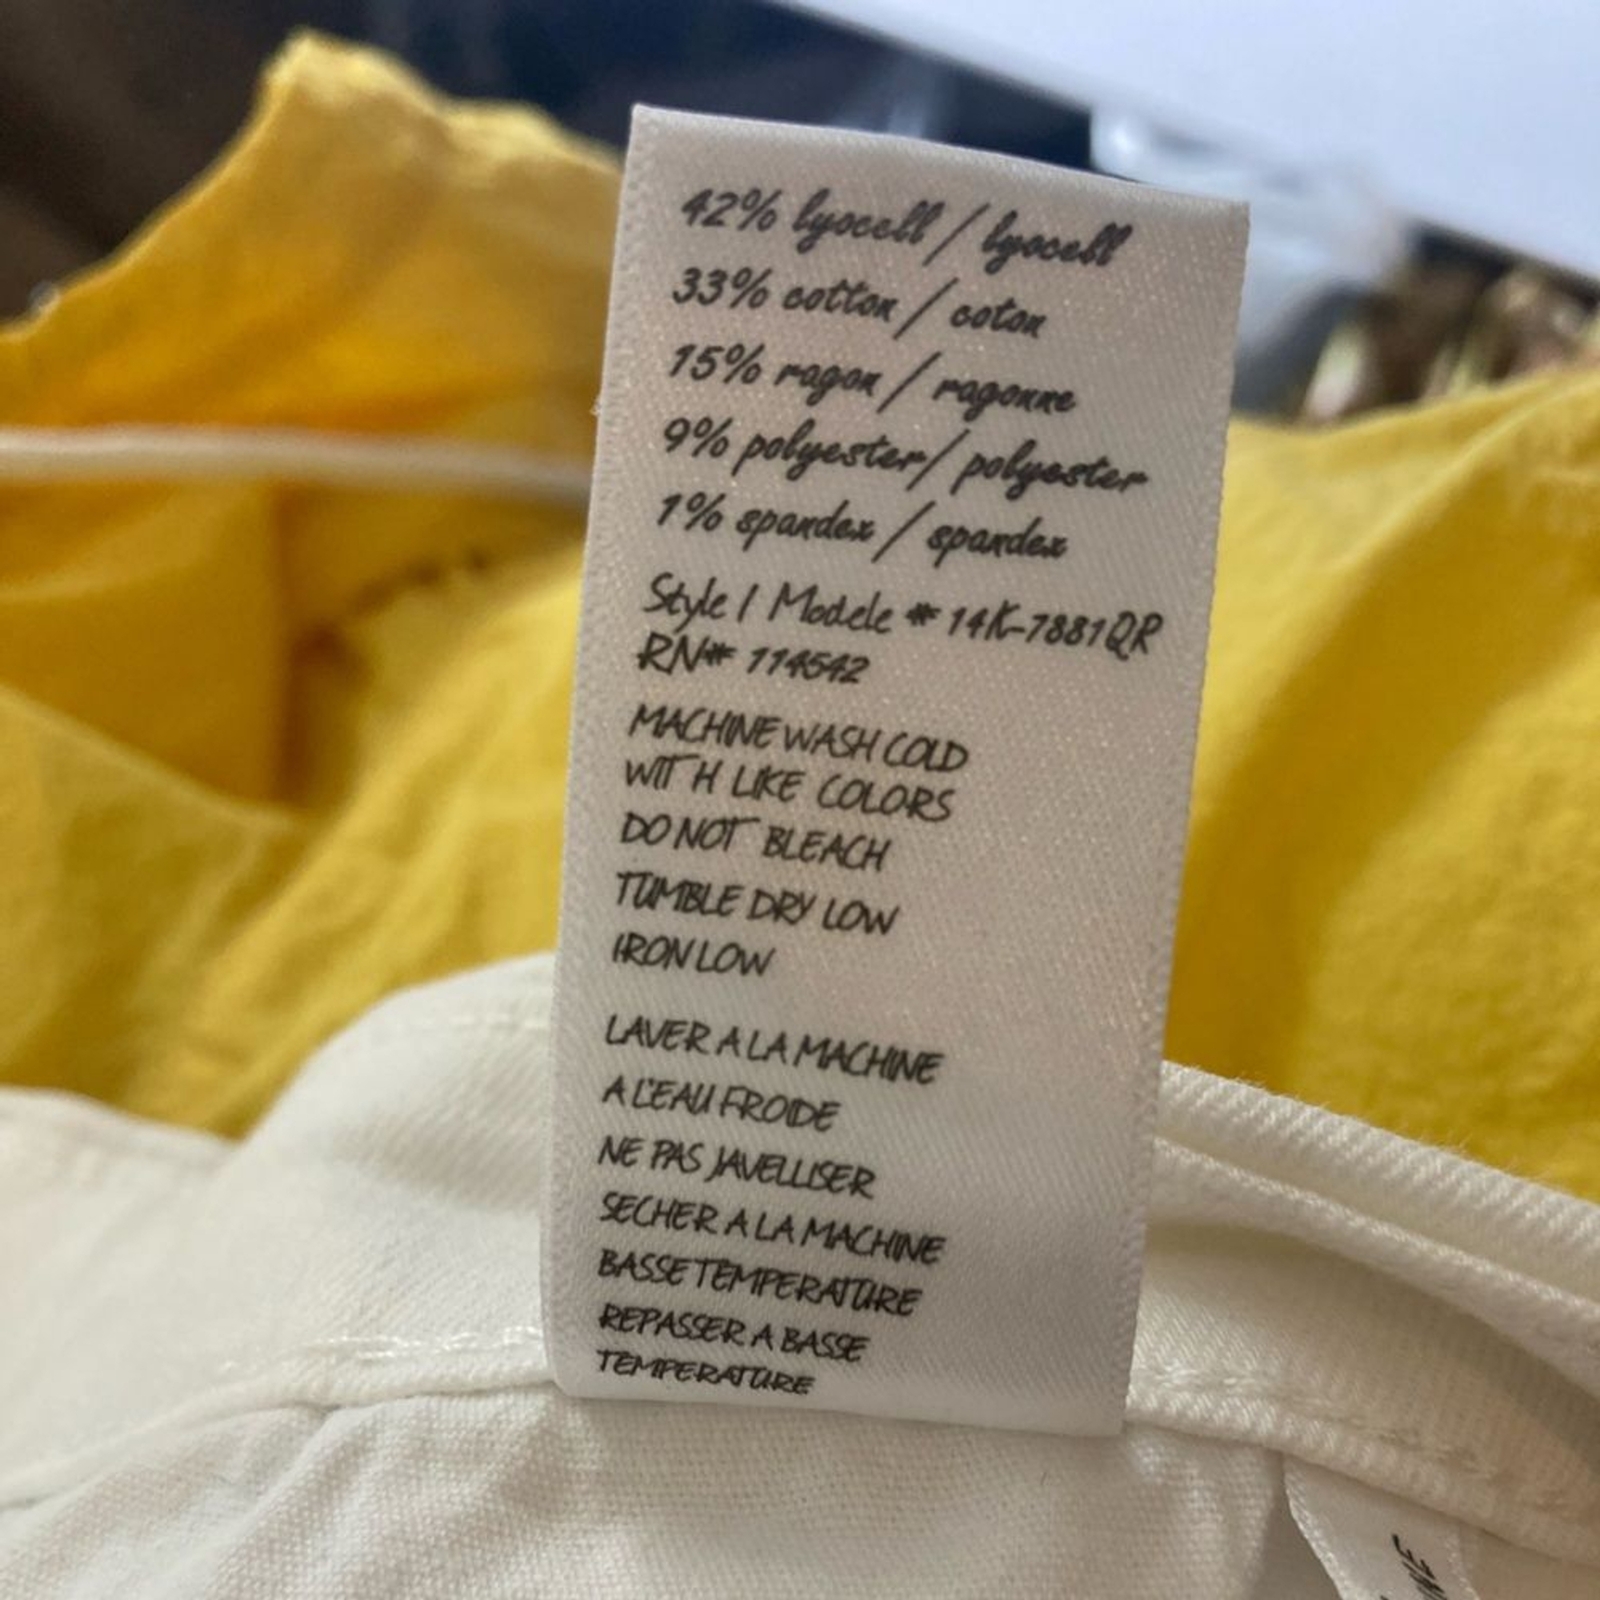 42% lyocell / lyocell
33% cotton / coton
15% rayon / rayonne
9% polyester/ polyester
1% spandex / spandex
Style / Modele # 14K-7881QR
RN# 114542
MACHINE WASH COLD
WITH LIKE COLORS
DO NOT BLEACH
TUMBLE DRY LOW
IRON LOW
LAVER A LA MACHINE
A L'EAU FROIDE
NE PAS JAVELLISER
SECHER A LA MACHINE
BASSE TEMPERATURE
REPASSER A BASSE
TEMPERATURE